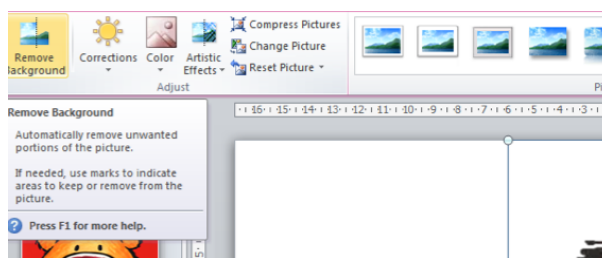 Remove
Background
Corrections
Color
Artistic
Effects
Compress Pictures
Change Picture
Reset Picture
Adjust
Remove Background
Automatically remove unwanted
portions of the picture.
If needed, use marks to indicate
areas to keep or remove from the
picture.
Press F1 for more help.
16 15 14 13 12 11 10 9 8 7 6 5 4 3